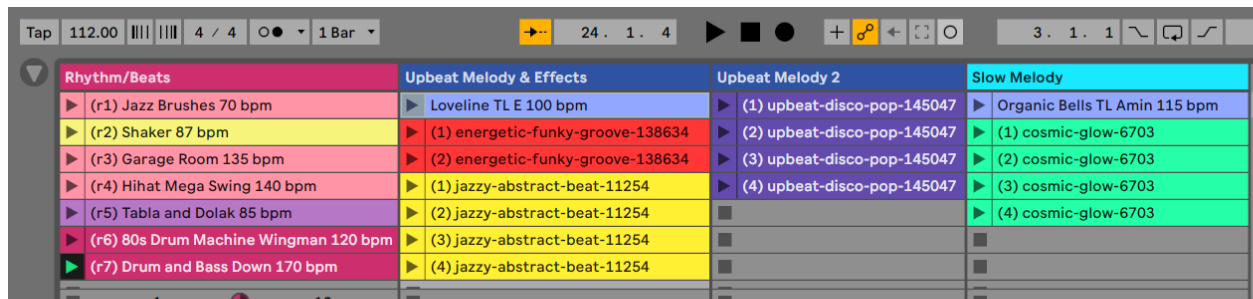 Tap 112.00 4 / 4 1 Bar 24. 1. 4 3. 1. 1
Rhythm/Beats Upbeat Melody & Effects Upbeat Melody 2 Slow Melody
(r1) Jazz Brushes 70 bpm Loveline TL E 100 bpm (1) upbeat-disco-pop-145047 Organic Bells TL Amin 115 bpm
(r2) Shaker 87 bpm (1) energetic-funky-groove-138634 (2) upbeat-disco-pop-145047 (1) cosmic-glow-6703
(r3) Garage Room 135 bpm (2) energetic-funky-groove-138634 (3) upbeat-disco-pop-145047 (2) cosmic-glow-6703
(r4) Hihat Mega Swing 140 bpm (1) jazzy-abstract-beat-11254 (4) upbeat-disco-pop-145047 (3) cosmic-glow-6703
(r5) Tabla and Dolak 85 bpm (2) jazzy-abstract-beat-11254 (4) cosmic-glow-6703
(r6) 80s Drum Machine Wingman 120 bpm (3) jazzy-abstract-beat-11254
(r7) Drum and Bass Down 170 bpm (4) jazzy-abstract-beat-11254